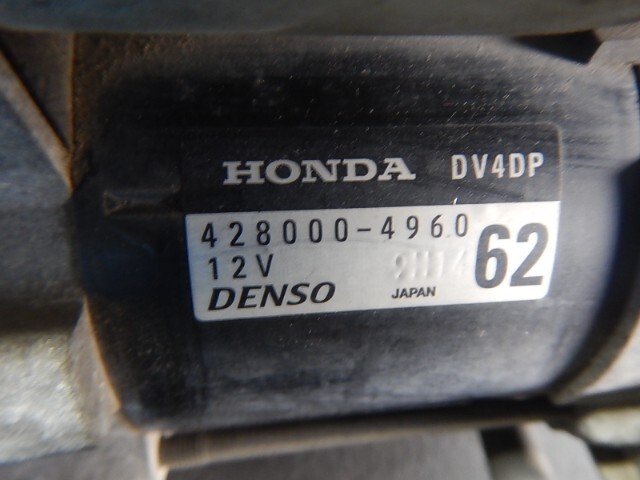 HONDA DV4DP
428000-4960
12V 62
DENSO JAPAN